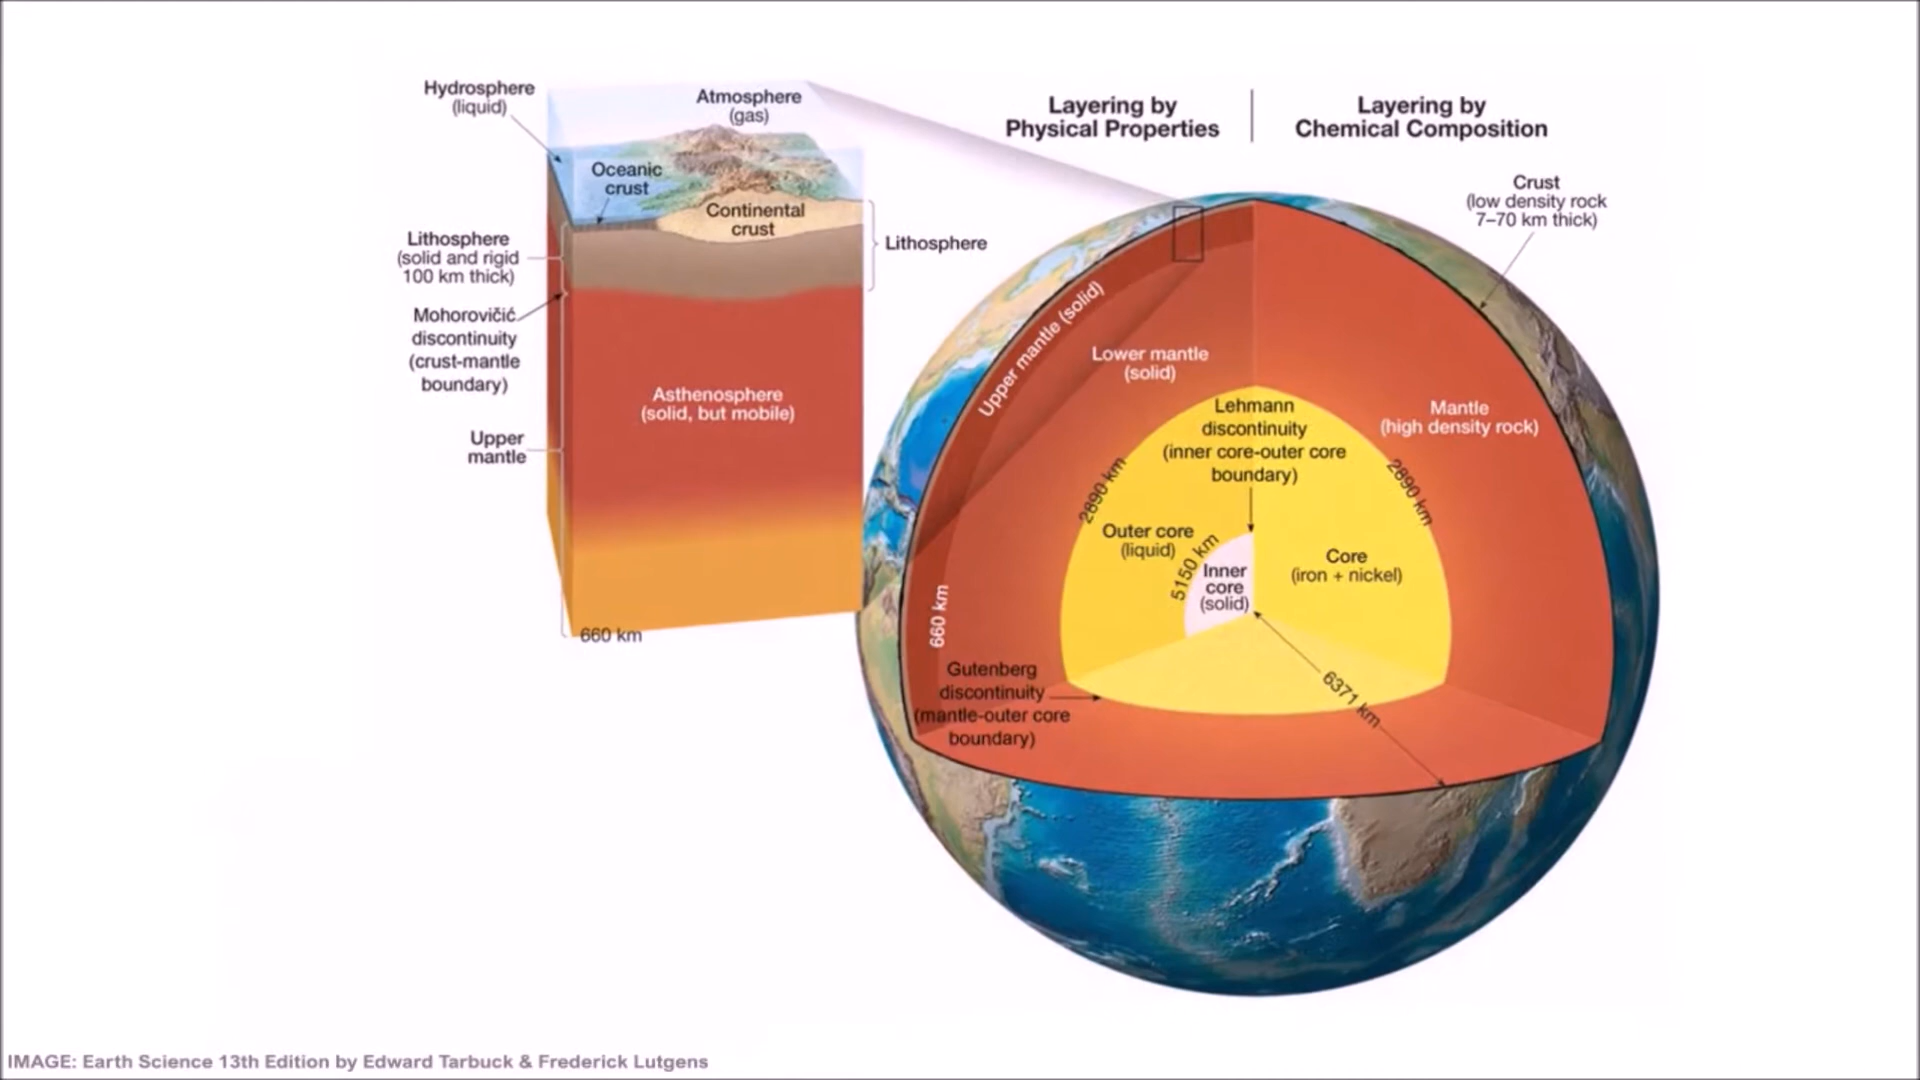 Hydrosphere
(liquid)
Atmosphere
(gas)
Oceanic
crust
Continental
crust
Lithosphere
(solid and rigid
100 km thick)
Lithosphere
Mohorovičić
discontinuity
(crust-mantle
boundary)
Asthenosphere
(solid, but mobile)
Upper
mantle
660 km
Layering by
Physical Properties
Layering by
Chemical Composition
Crust
(low density rock
7–70 km thick)
Upper mantle (solid)
Lower mantle
(solid)
Mantle
(high density rock)
Lehmann
discontinuity
(inner core-outer core
boundary)
2890 km
2890 km
Outer core
(liquid)
5150 km
Inner
core
(solid)
Core
(iron + nickel)
660 km
Gutenberg
discontinuity
(mantle-outer core
boundary)
6371 km
IMAGE: Earth Science 13th Edition by Edward Tarbuck & Frederick Lutgens